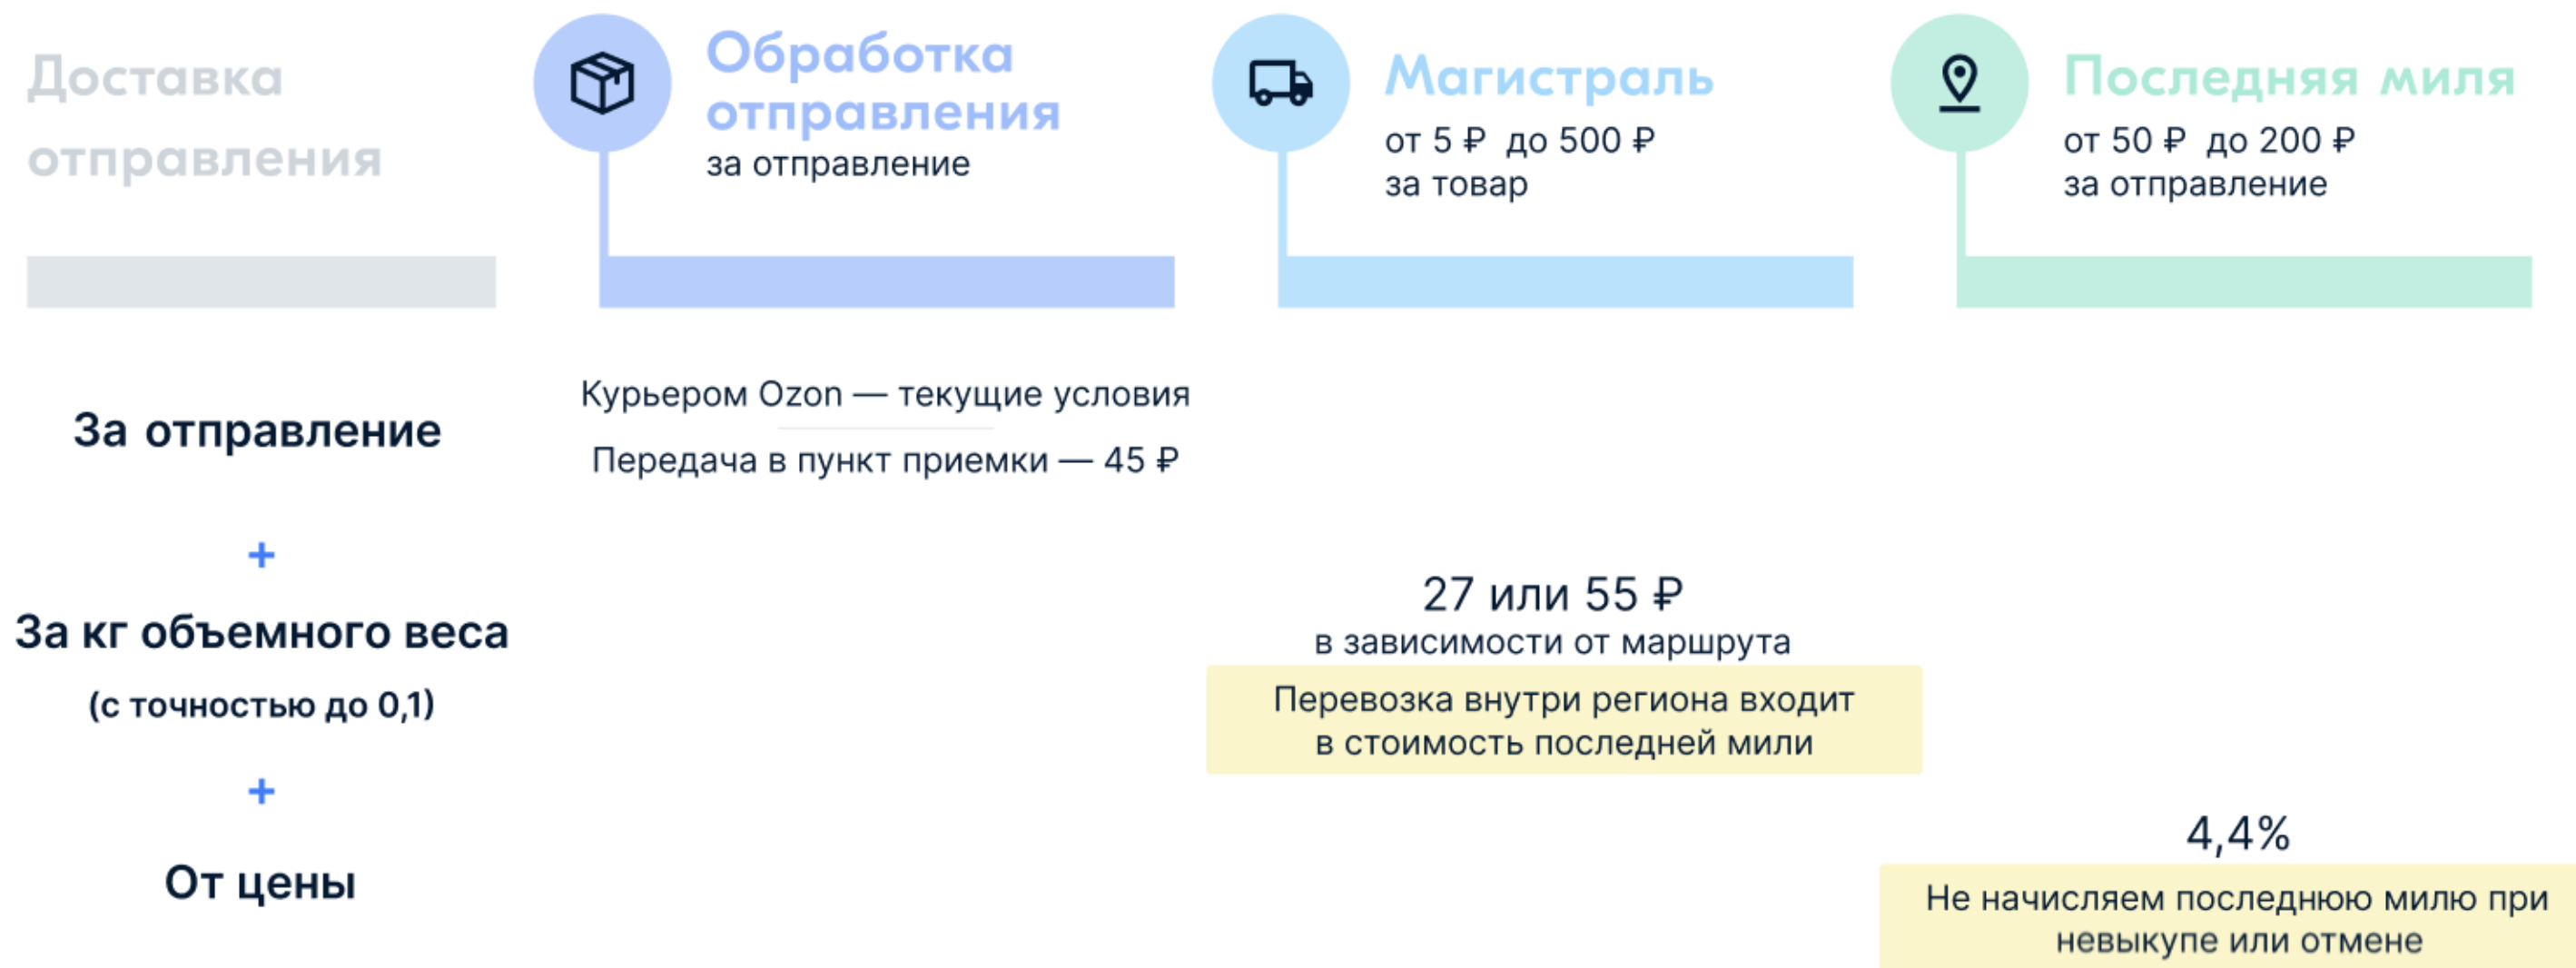 Доставка
отправления
Обработка
отправления
за отправление
Магистраль
от 5 ₽ до 500 ₽
за товар
Последняя миля
от 50 ₽ до 200 ₽
за отправление
За отправление
Курьером Ozon — текущие условия
Передача в пункт приемки — 45 ₽
+
За кг объемного веса
(с точностью до 0,1)
27 или 55 ₽
в зависимости от маршрута
Перевозка внутри региона входит
в стоимость последней мили
+
От цены
4,4%
Не начисляем последнюю милю при
невыкупе или отмене